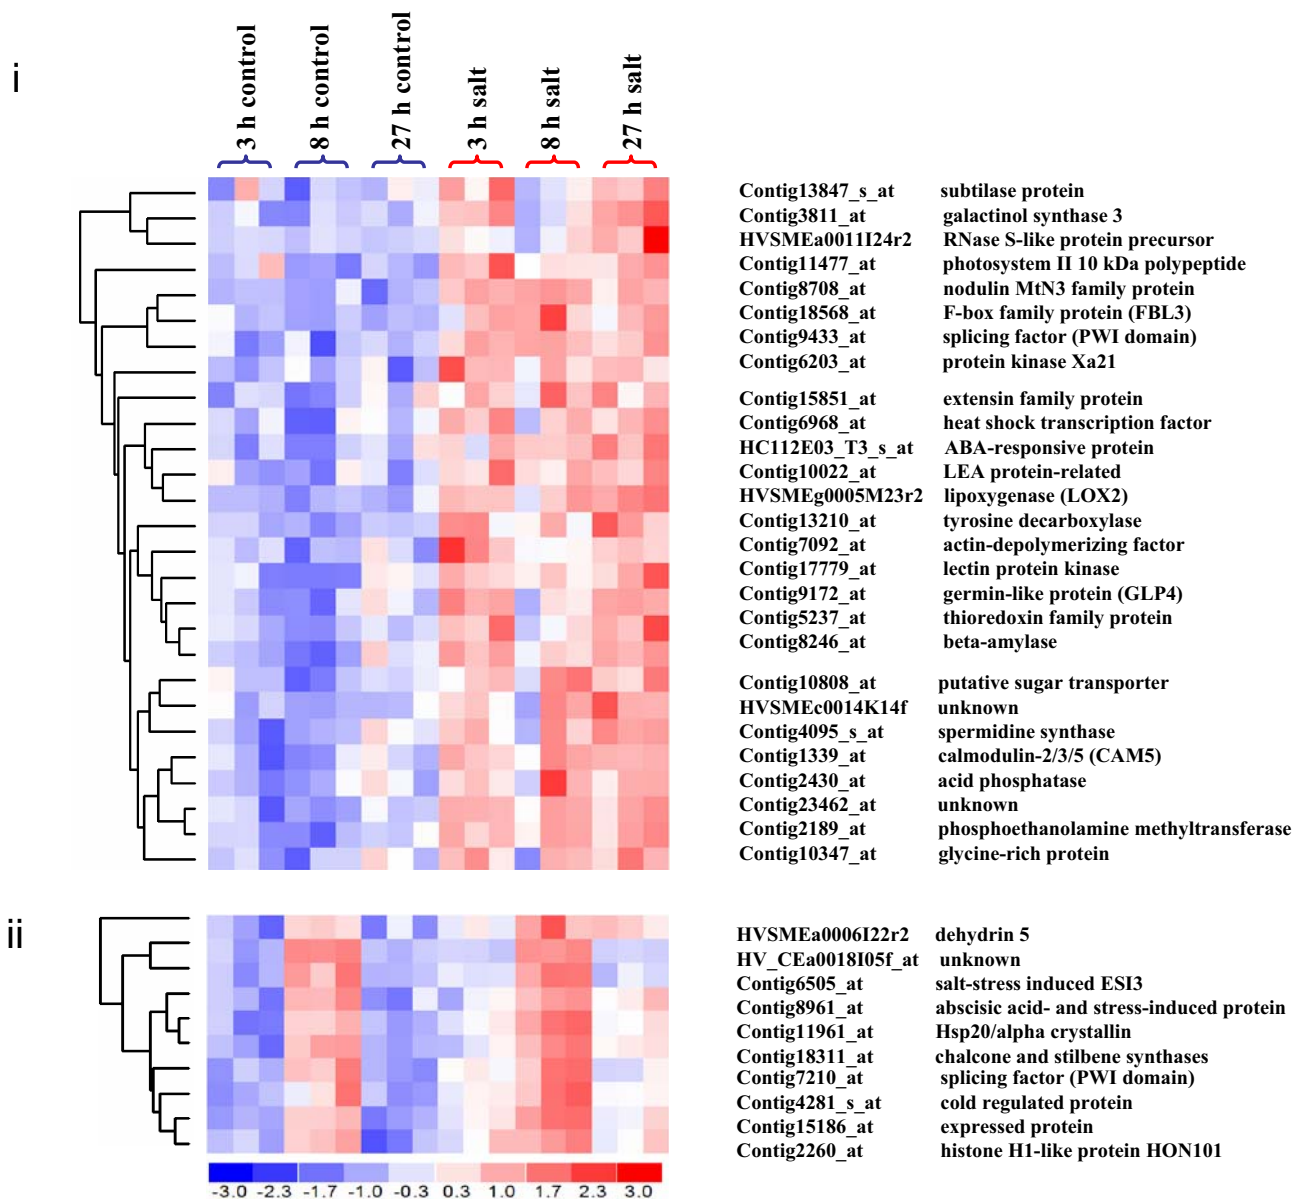 i
3 h control 8 h control 27 h control 3 h salt 8 h salt 27 h salt
Contig13847_s_at subtilase protein
Contig3811_at galactinol synthase 3
HVSMEa0011I24r2 RNase S-like protein precursor
Contig11477_at photosystem II 10 kDa polypeptide
Contig8708_at nodulin MtN3 family protein
Contig18568_at F-box family protein (FBL3)
Contig9433_at splicing factor (PWI domain)
Contig6203_at protein kinase Xa21
Contig15851_at extensin family protein
Contig6968_at heat shock transcription factor
HC112E03_T3_s_at ABA-responsive protein
Contig10022_at LEA protein-related
HVSMEg0005M23r2 lipoxygenase (LOX2)
Contig13210_at tyrosine decarboxylase
Contig7092_at actin-depolymerizing factor
Contig17779_at lectin protein kinase
Contig9172_at germin-like protein (GLP4)
Contig5237_at thioredoxin family protein
Contig8246_at beta-amylase
Contig10808_at putative sugar transporter
HVSMEc0014K14f unknown
Contig4095_s_at spermidine synthase
Contig1339_at calmodulin-2/3/5 (CAM5)
Contig2430_at acid phosphatase
Contig23462_at unknown
Contig2189_at phosphoethanolamine methyltransferase
Contig10347_at glycine-rich protein
ii
HVSMEa0006I22r2 dehydrin 5
HV_CEa0018I05f_at unknown
Contig6505_at salt-stress induced ESI3
Contig8961_at abscisic acid- and stress-induced protein
Contig11961_at Hsp20/alpha crystallin
Contig18311_at chalcone and stilbene synthases
Contig7210_at splicing factor (PWI domain)
Contig4281_s_at cold regulated protein
Contig15186_at expressed protein
Contig2260_at histone H1-like protein HON101
-3.0 -2.3 -1.7 -1.0 -0.3 0.3 1.0 1.7 2.3 3.0